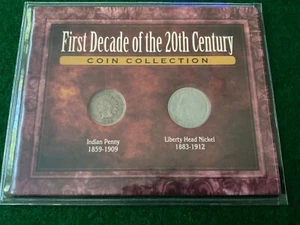 First Decade of the 20th Century
COIN COLLECTION
Indian Penny
1859-1909
Liberty Head Nickel
1883-1912